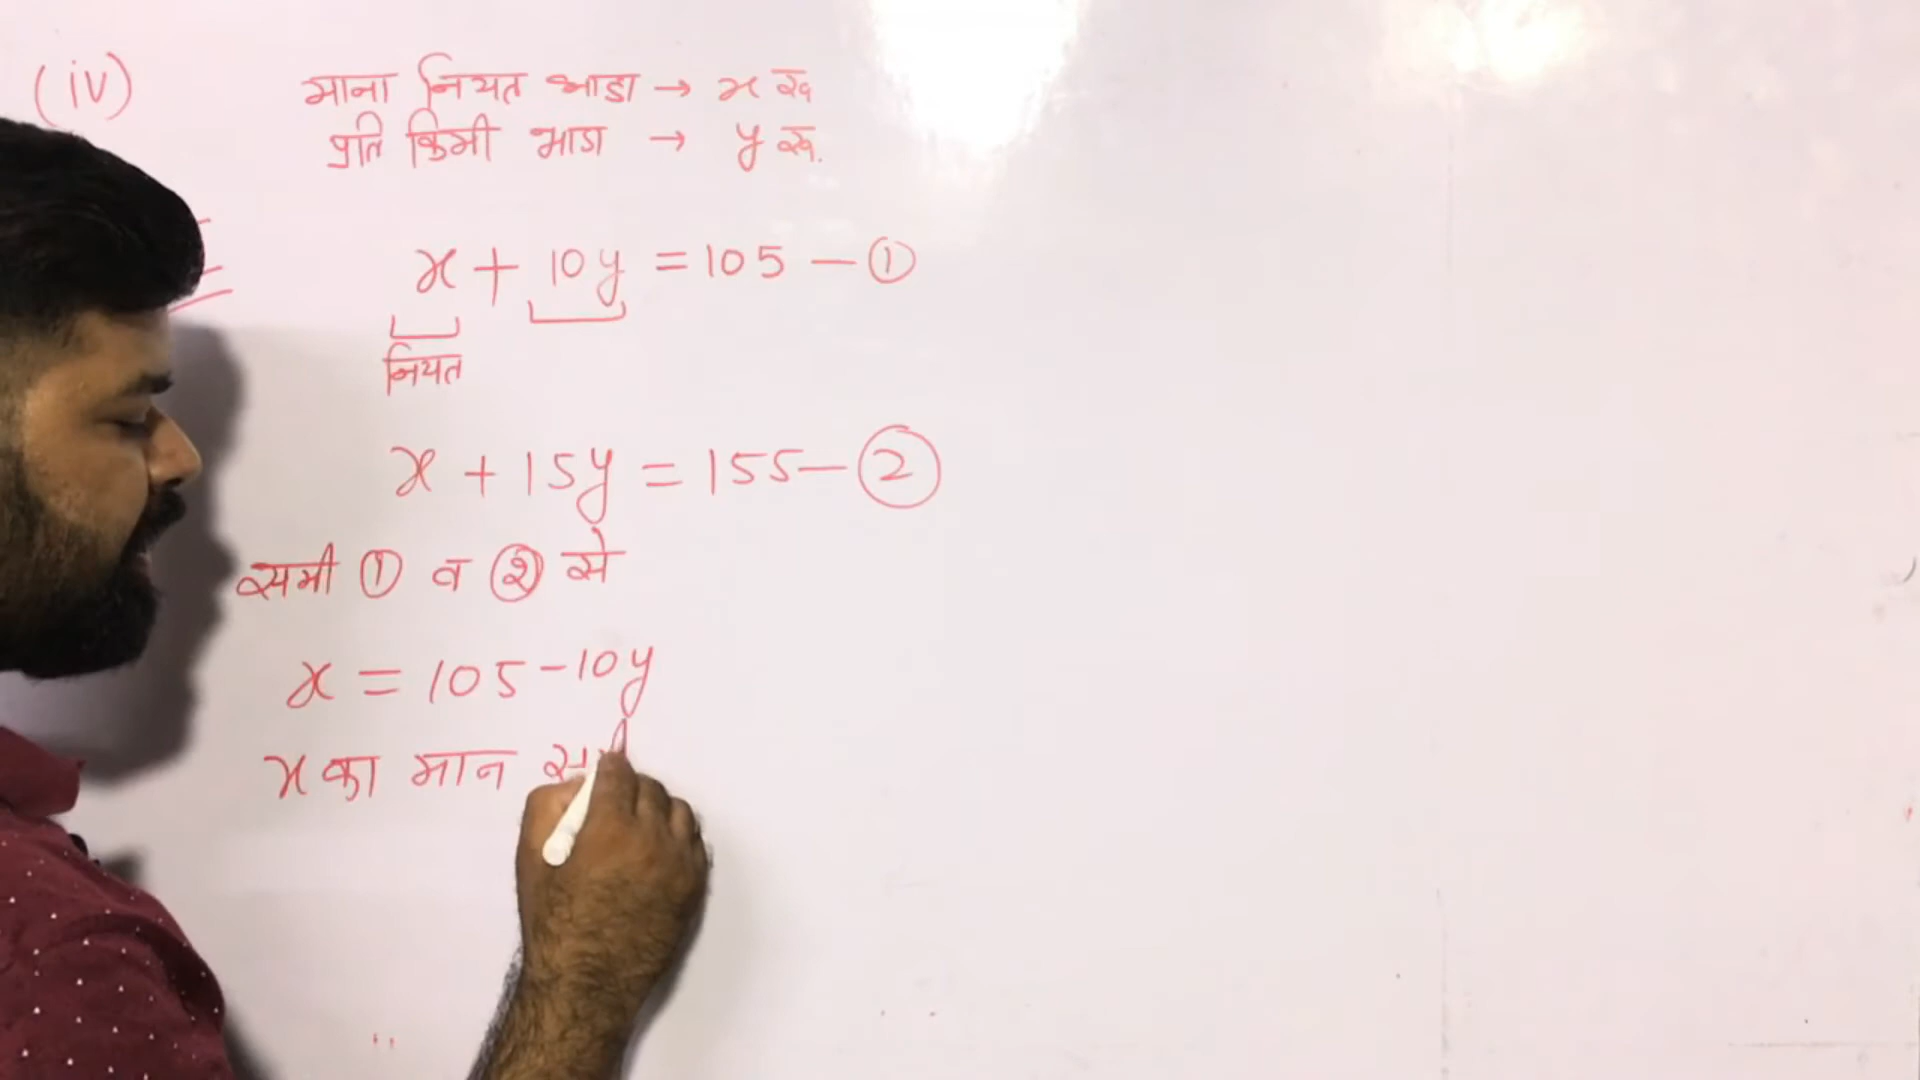 (iv) माना नियत भाडा → x रू
प्रति किमी भाडा → y रू.
x + 10y = 105 — ①
नियत
x + 15y = 155 — ②
समी ① व ② से
x = 105 - 10y
x का मान